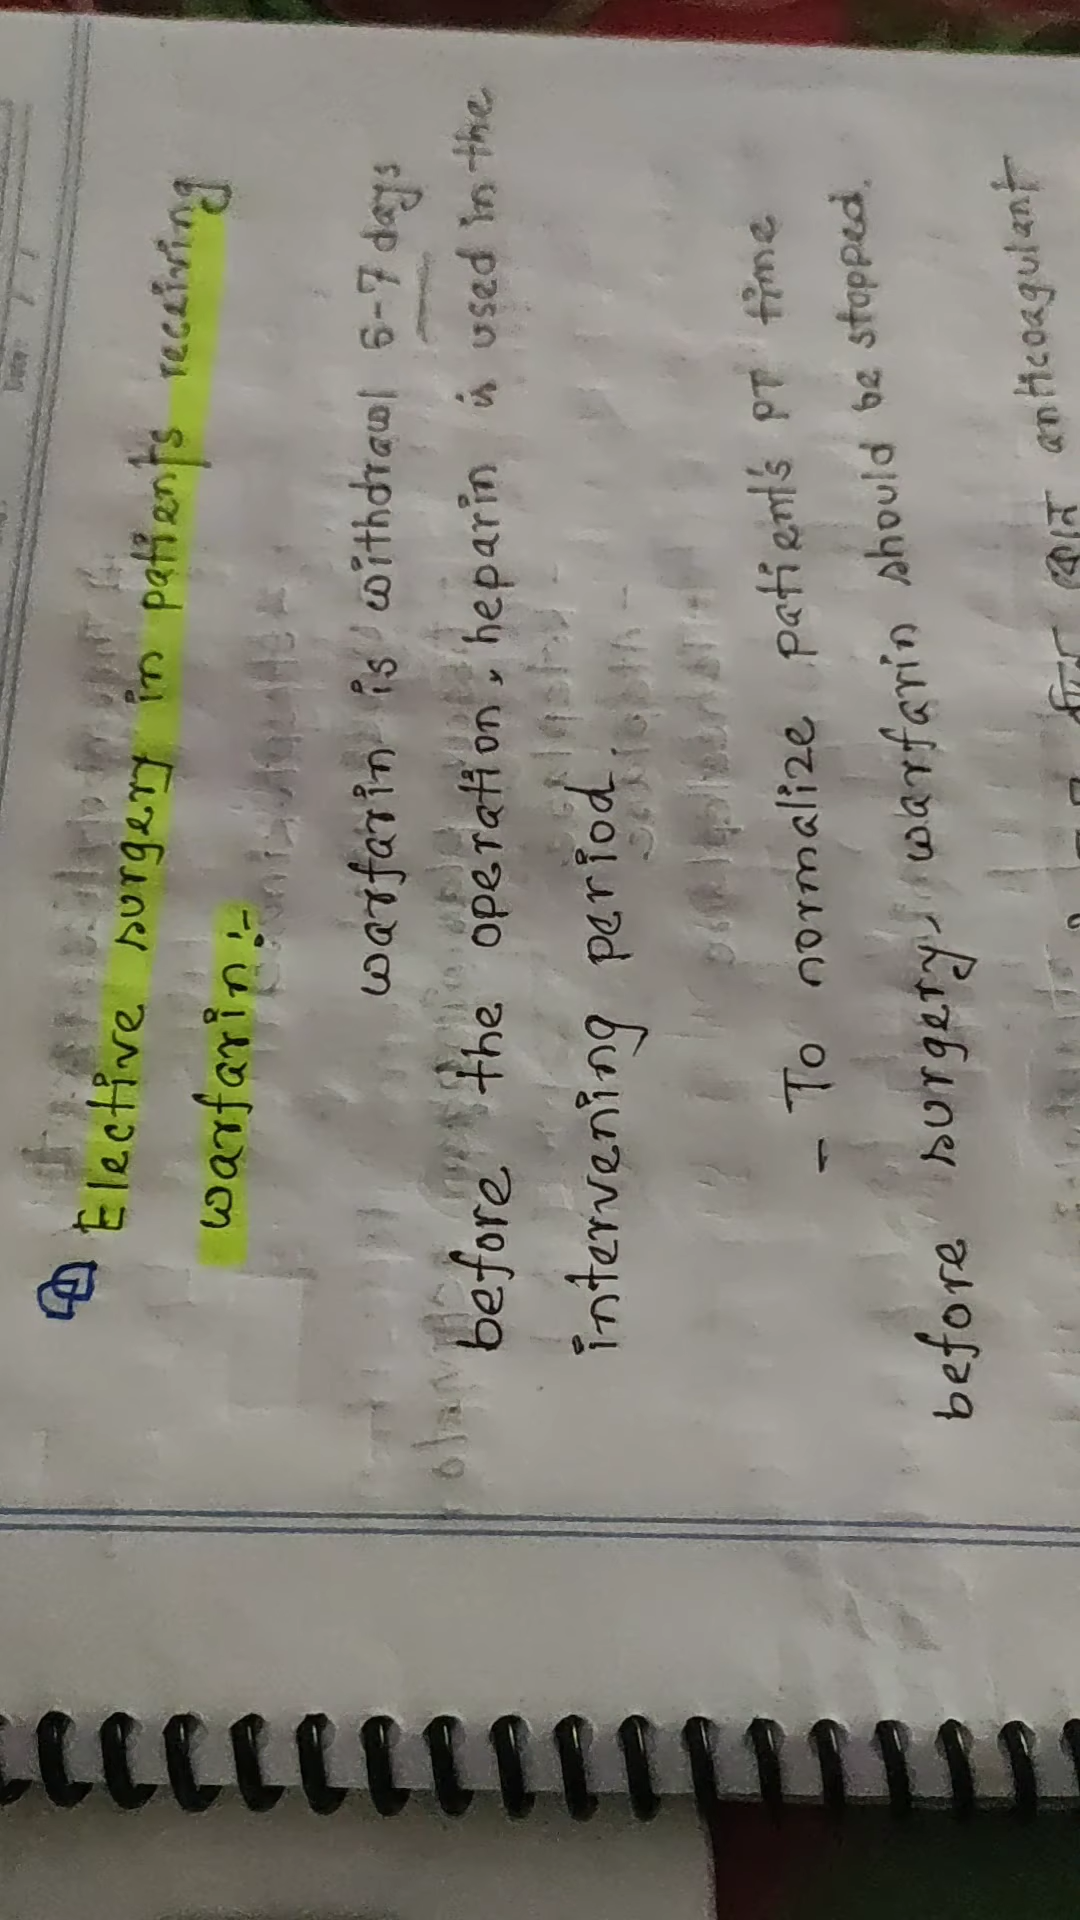 Elective surgery in patients receiving
warfarin :-
warfarin is withdrawl 6-7 days
before the operation, heparin is used in the
intervening period.
- To normalize patient's PT time
before surgery, warfarin should be stopped.
কোন anticoagulant